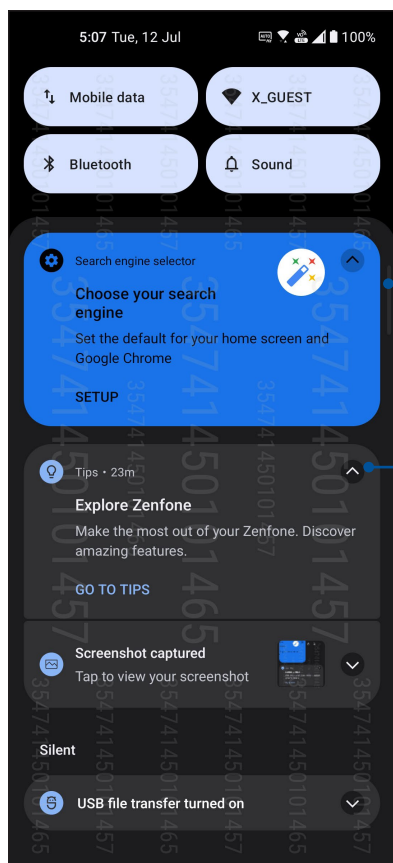 5:07 Tue, 12 Jul
100%
Mobile data
X_GUEST
Bluetooth
Sound
Search engine selector
Choose your search
engine
Set the default for your home screen and
Google Chrome
SETUP
Tips • 23m
Explore Zenfone
Make the most out of your Zenfone. Discover
amazing features.
GO TO TIPS
Screenshot captured
Tap to view your screenshot
Silent
USB file transfer turned on
354741450101465
354741450101457